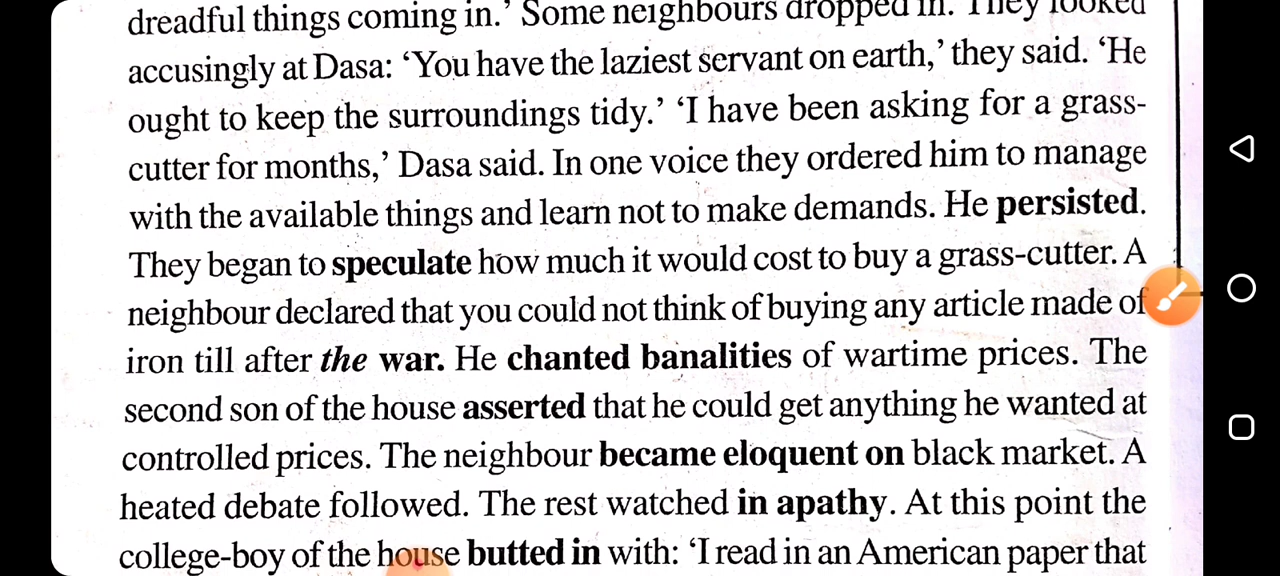 dreadful things coming in.’ Some neighbours dropped in. They looked
accusingly at Dasa: ‘You have the laziest servant on earth,’ they said. ‘He
ought to keep the surroundings tidy.’ ‘I have been asking for a grass-
cutter for months,’ Dasa said. In one voice they ordered him to manage
with the available things and learn not to make demands. He persisted.
They began to speculate how much it would cost to buy a grass-cutter. A
neighbour declared that you could not think of buying any article made of
iron till after the war. He chanted banalities of wartime prices. The
second son of the house asserted that he could get anything he wanted at
controlled prices. The neighbour became eloquent on black market. A
heated debate followed. The rest watched in apathy. At this point the
college-boy of the house butted in with: ‘I read in an American paper that